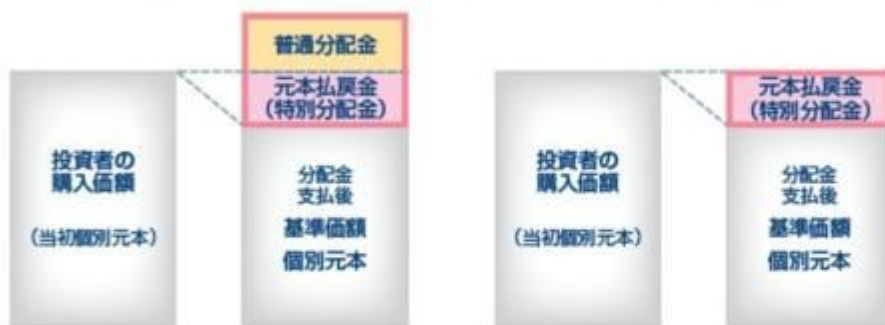 普通分配金
元本払戻金
(特別分配金)
投資者の
購入価額
(当初個別元本)
分配金
支払後
基準価額
個別元本
元本払戻金
(特別分配金)
投資者の
購入価額
(当初個別元本)
分配金
支払後
基準価額
個別元本